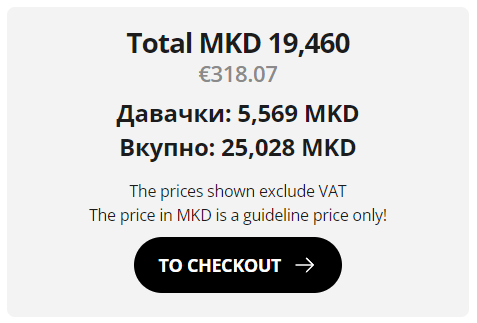 Total MKD 19,460
€318.07
Давачки: 5,569 MKD
Вкупно: 25,028 MKD
The prices shown exclude VAT
The price in MKD is a guideline price only!
TO CHECKOUT